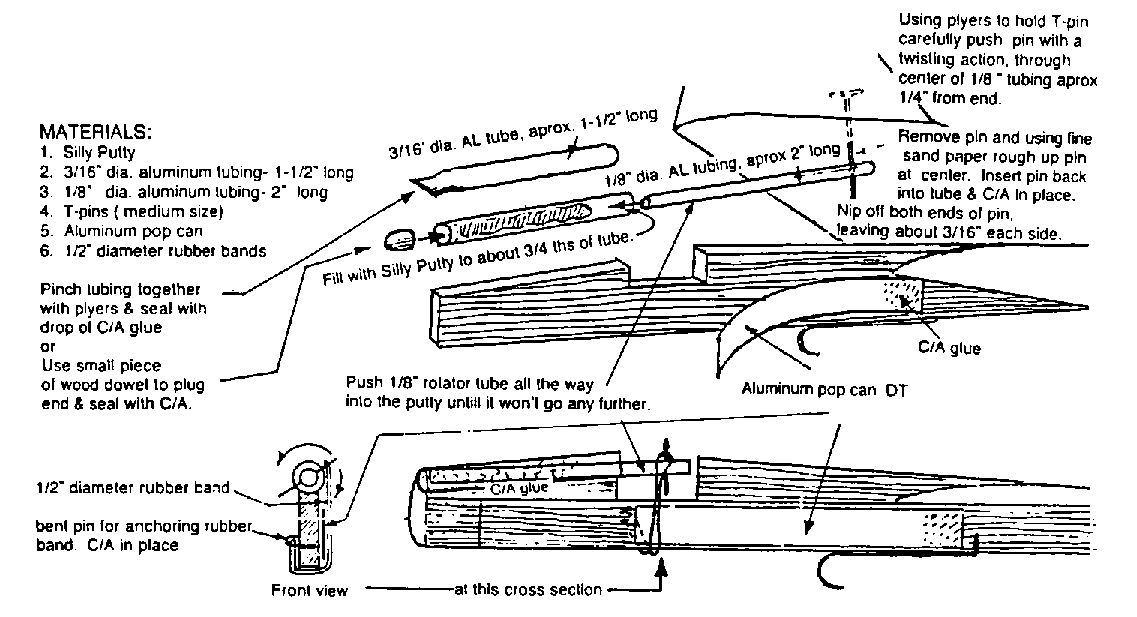 Using plyers to hold T-pin
carefully push pin with a
twisting action, through
center of 1/8 " tubing aprox
1/4" from end.
3/16' dia. AL tube, aprox. 1-1/2" long
MATERIALS:
1. Silly Putty
2. 3/16" dia. aluminum tubing- 1-1/2" long
3. 1/8" dia. aluminum tubing- 2" long
4. T-pins ( medium size)
5. Aluminum pop can
6. 1/2" diameter rubber bands
1/8" dia. AL tubing, aprox 2" long
Remove pin and using fine
sand paper rough up pin
at center. Insert pin back
into tube & C/A in place.
Nip off both ends of pin,
leaving about 3/16" each side.
Fill with Silly Putty to about 3/4 ths of tube.
Pinch tubing together
with plyers & seal with
drop of C/A glue
or
Use small piece
of wood dowel to plug
end & seal with C/A.
C/A glue
Push 1/8" rotator tube all the way
into the putty untill it won't go any further.
Aluminum pop can DT
C/A glue
1/2" diameter rubber band
bent pin for anchoring rubber
band. C/A in place
Front view
at this cross section